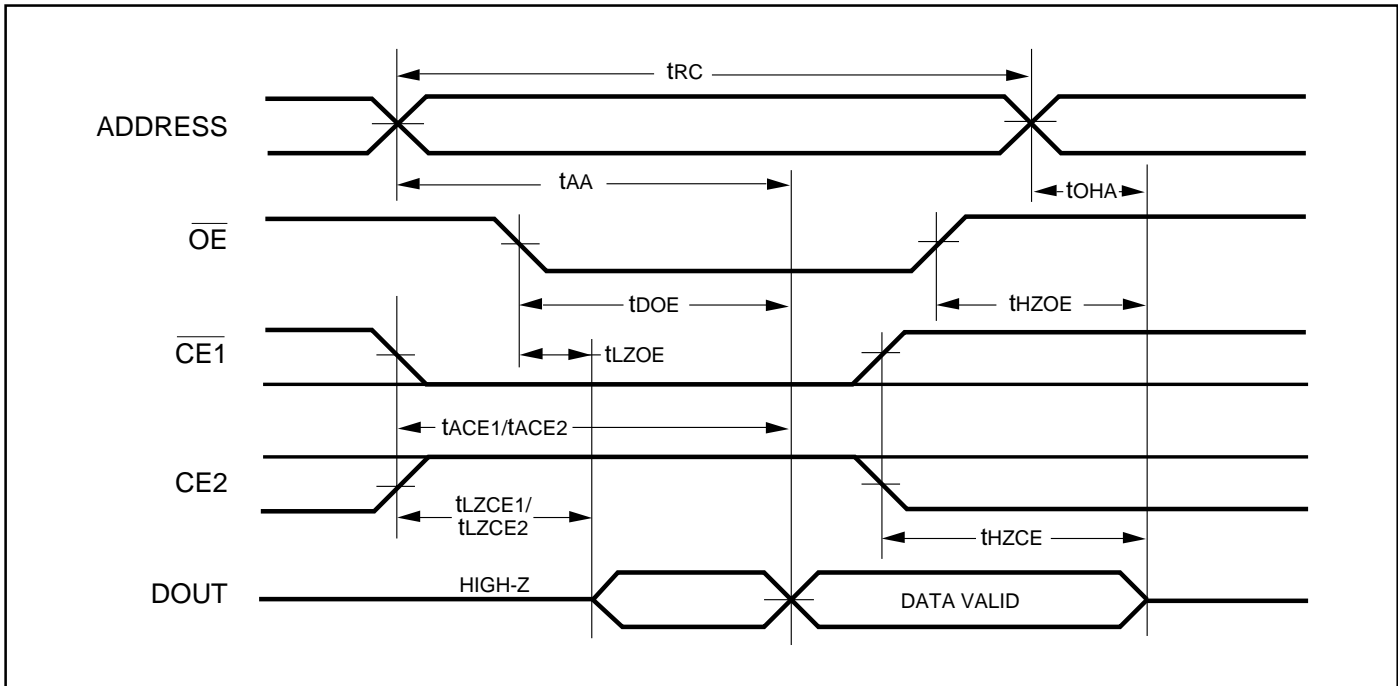 tRC
ADDRESS
tAA
tOHA
OE
tDOE
tHZOE
CE1
tLZOE
tACE1/tACE2
CE2
tLZCE1/
tLZCE2
tHZCE
HIGH-Z
DOUT
DATA VALID